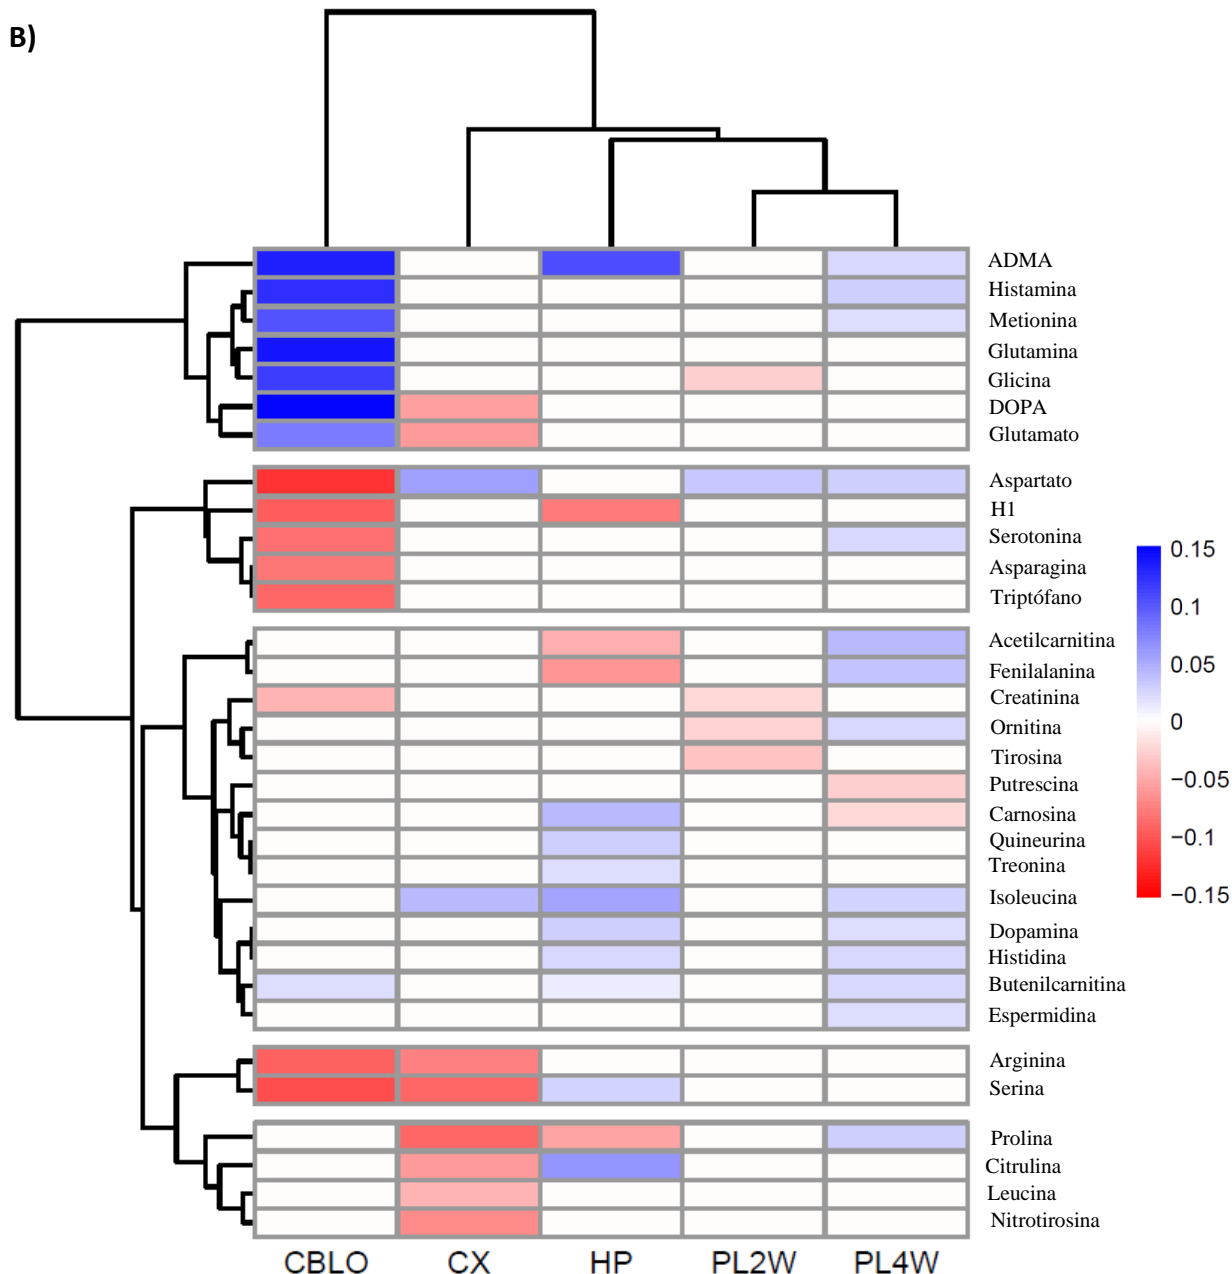 B)
ADMA
Histamina
Metionina
Glutamina
Glicina
DOPA
Glutamato
Aspartato
H1
Serotonina
Asparagina
Triptófano
Acetilcarnitina
Fenilalanina
Creatinina
Ornitina
Tirosina
Putrescina
Carnosina
Quineurina
Treonina
Isoleucina
Dopamina
Histidina
Butenilcarnitina
Espermidina
Arginina
Serina
Prolina
Citrulina
Leucina
Nitrotirosina
0.15
0.1
0.05
0
−0.05
−0.1
−0.15
CBLO CX HP PL2W PL4W